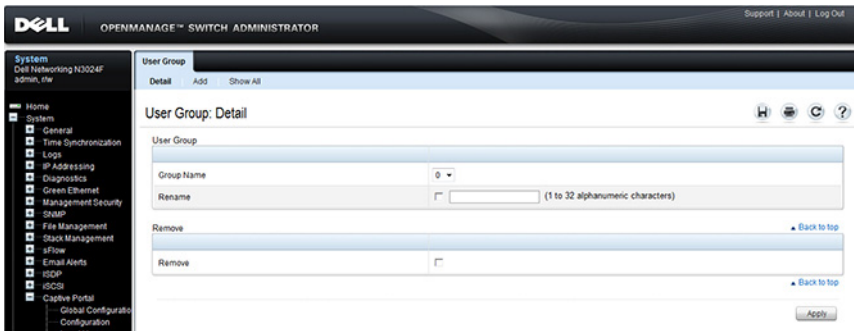 Support | About | Log Out
DELL OPENMANAGE™ SWITCH ADMINISTRATOR
System
Dell Networking N3024F
admin, r/w
Home
System
General
Time Synchronization
Logs
IP Addressing
Diagnostics
Green Ethernet
Management Security
SNMP
File Management
Stack Management
sFlow
Email Alerts
ISDP
iSCSI
Captive Portal
Global Configuratio
Configuration
User Group
Detail Add Show All
User Group: Detail
User Group
Group Name 0
Rename (1 to 32 alphanumeric characters)
Remove Back to top
Remove
Back to top
Apply